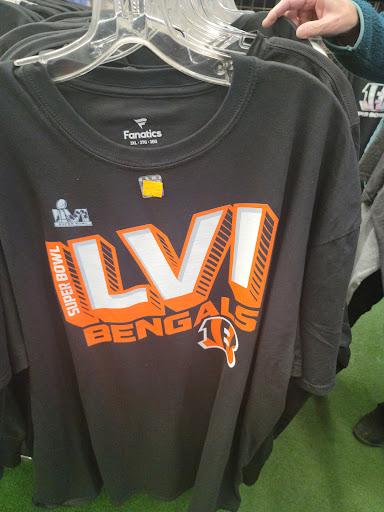 Fanatics
SUPER BOWL
LVI
BENGALS